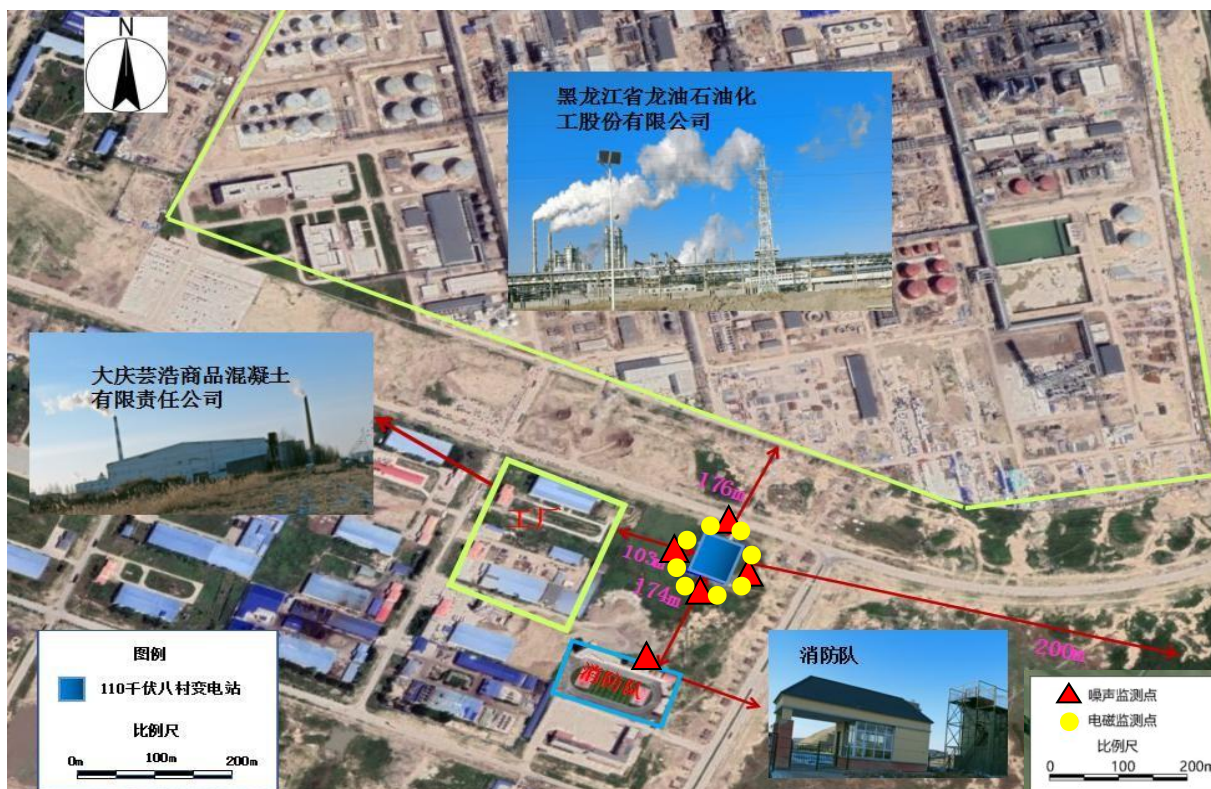 N
黑龙江省龙油石油化
工股份有限公司
大庆芸浩商品混凝土
有限责任公司
176m
工厂
103m
174m
200m
消防队
消防队
图例
110千伏八村变电站
比例尺
0m 100m 200m
噪声监测点
电磁监测点
比例尺
0 100 200m